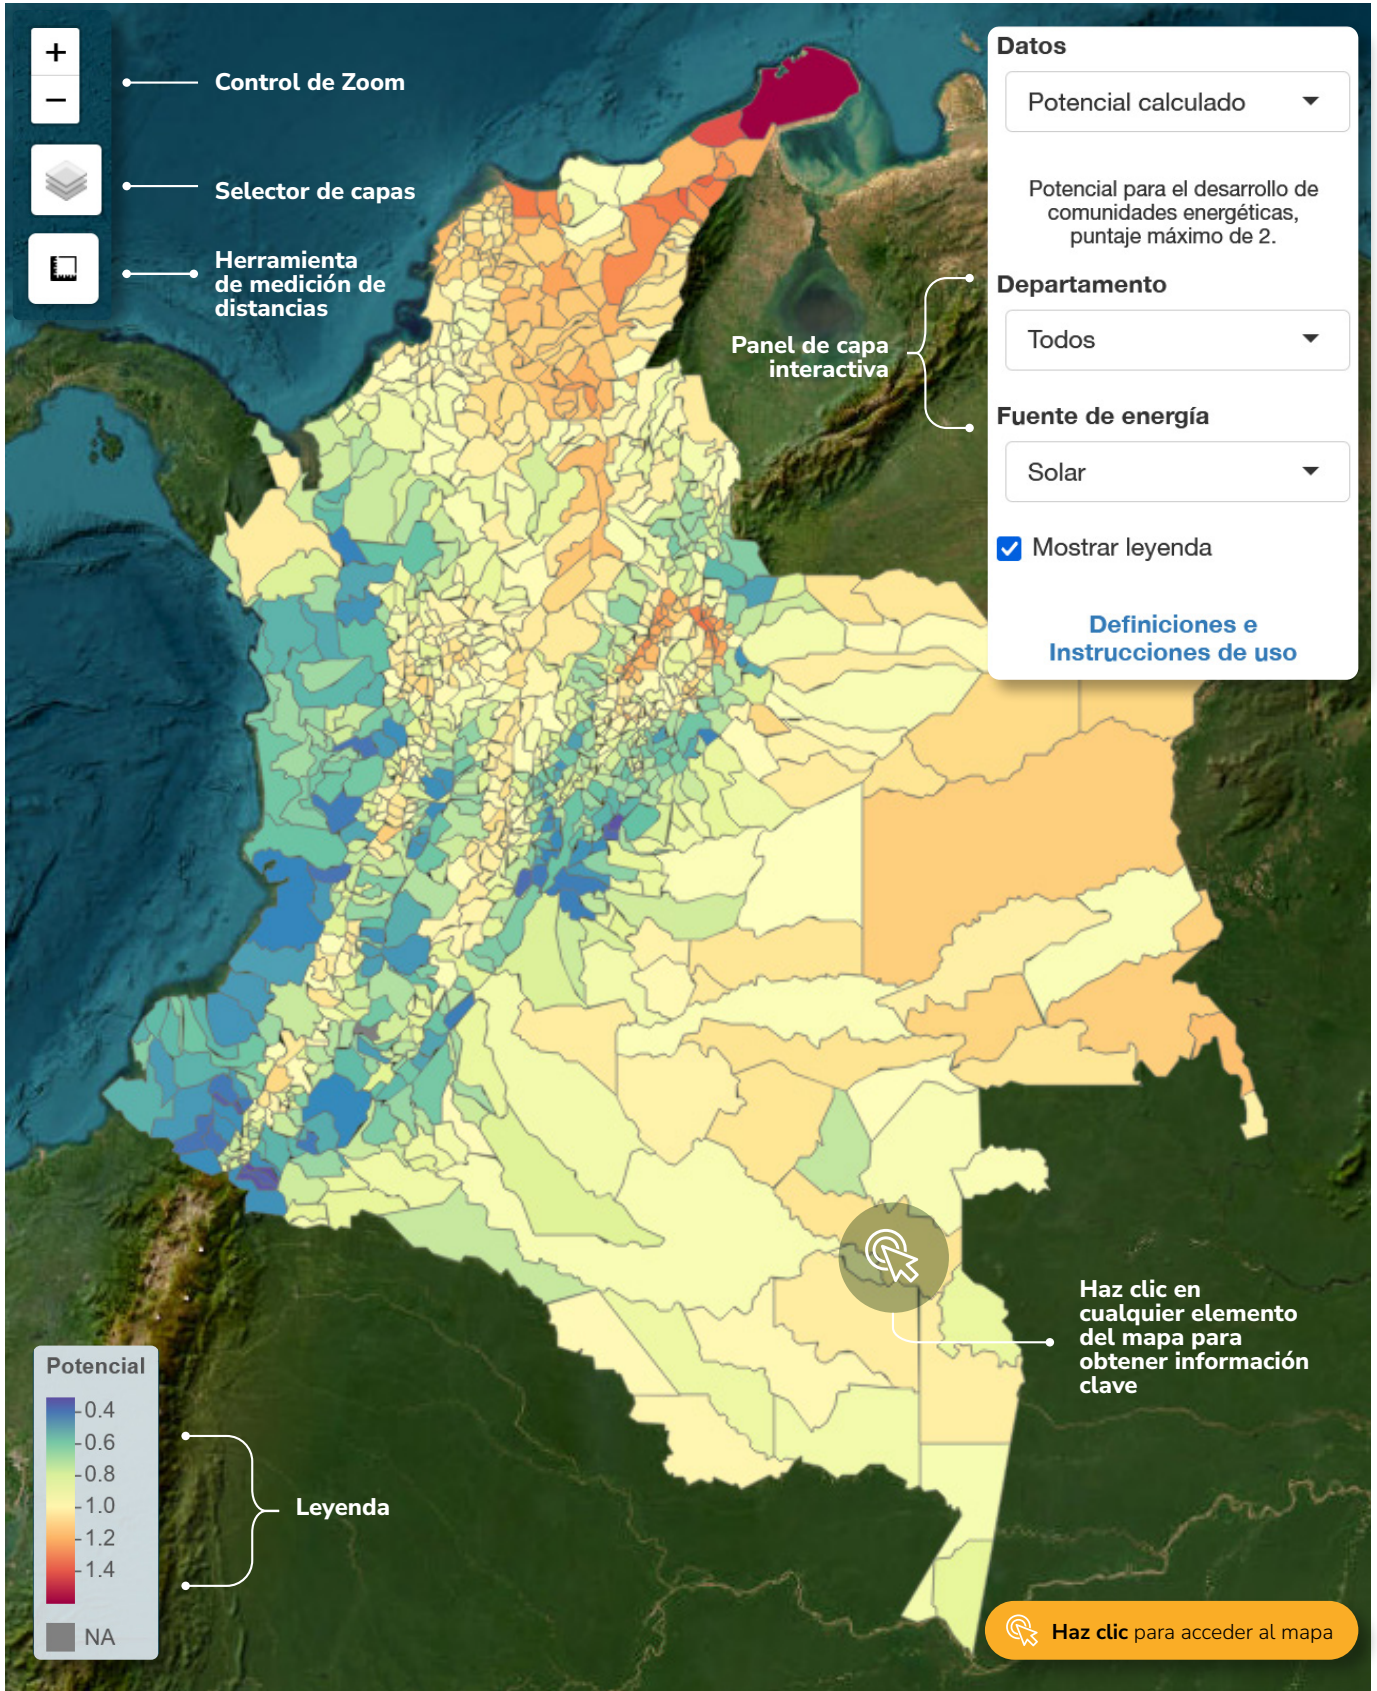 +
−
Control de Zoom
Selector de capas
Herramienta
de medición de
distancias
Datos
Potencial calculado
Potencial para el desarrollo de
comunidades energéticas,
puntaje máximo de 2.
Departamento
Todos
Fuente de energía
Solar
Mostrar leyenda
Definiciones e
Instrucciones de uso
Panel de capa
interactiva
Haz clic en
cualquier elemento
del mapa para
obtener información
clave
Potencial
0.4
0.6
0.8
1.0
1.2
1.4
NA
Leyenda
Haz clic para acceder al mapa